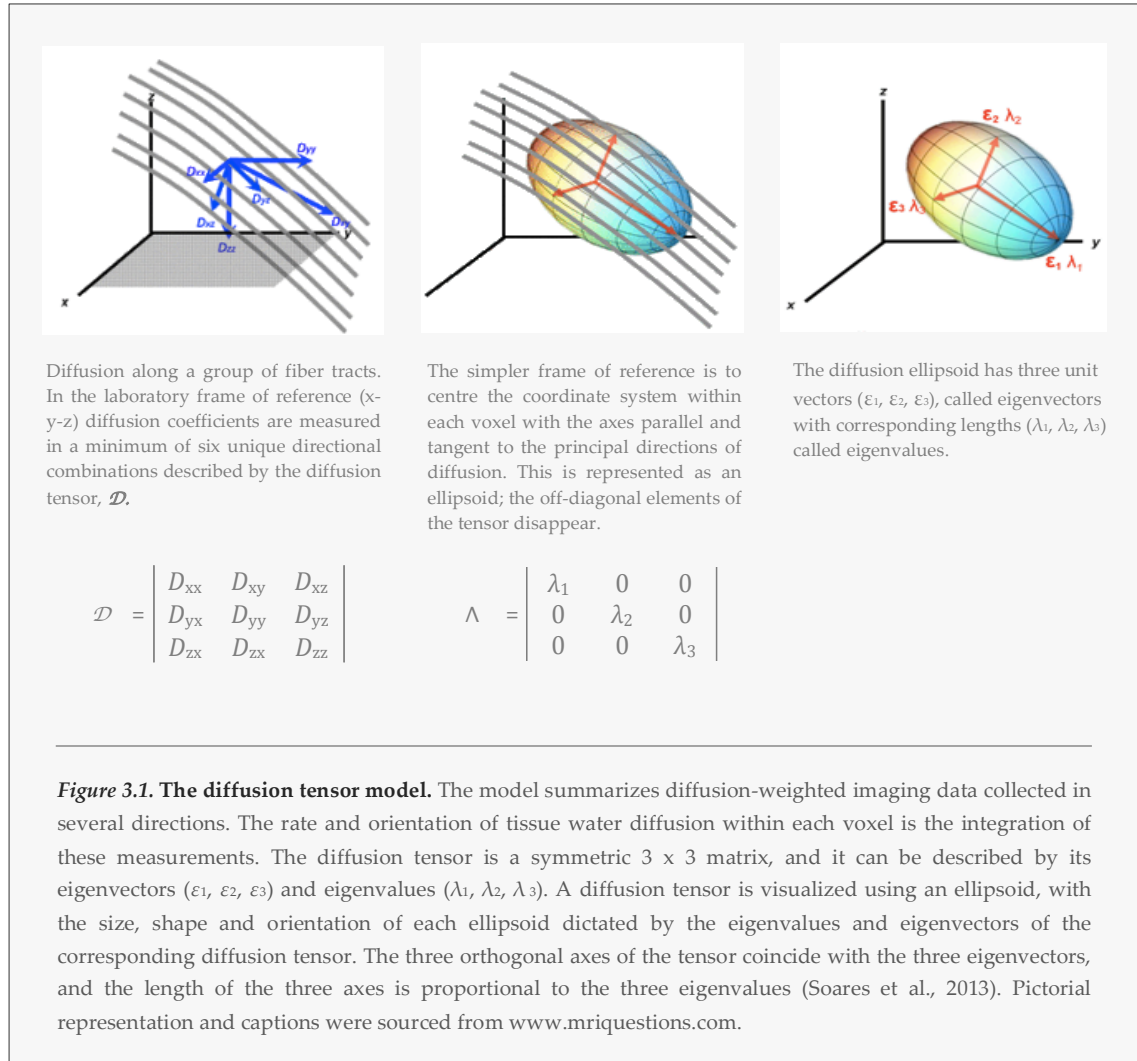 z
Dyy
Dxx
Dyz
Dxz
Dxy
y
Dzz
x
z
ε2 λ2
ε3 λ3
y
ε1 λ1
x
Diffusion along a group of fiber tracts.
In the laboratory frame of reference (x-
y-z) diffusion coefficients are measured
in a minimum of six unique directional
combinations described by the diffusion
tensor, 𝓓.
The simpler frame of reference is to
centre the coordinate system within
each voxel with the axes parallel and
tangent to the principal directions of
diffusion. This is represented as an
ellipsoid; the off-diagonal elements of
the tensor disappear.
The diffusion ellipsoid has three unit
vectors (ε1, ε2, ε3), called eigenvectors
with corresponding lengths (λ1, λ2, λ3)
called eigenvalues.
Dxx Dxy Dxz
𝒟 = Dyx Dyy Dyz
Dzx Dzx Dzz
λ1 0 0
Λ = 0 λ2 0
0 0 λ3
Figure 3.1. The diffusion tensor model. The model summarizes diffusion-weighted imaging data collected in
several directions. The rate and orientation of tissue water diffusion within each voxel is the integration of
these measurements. The diffusion tensor is a symmetric 3 x 3 matrix, and it can be described by its
eigenvectors (ε1, ε2, ε3) and eigenvalues (λ1, λ2, λ 3). A diffusion tensor is visualized using an ellipsoid, with
the size, shape and orientation of each ellipsoid dictated by the eigenvalues and eigenvectors of the
corresponding diffusion tensor. The three orthogonal axes of the tensor coincide with the three eigenvectors,
and the length of the three axes is proportional to the three eigenvalues (Soares et al., 2013). Pictorial
representation and captions were sourced from www.mriquestions.com.